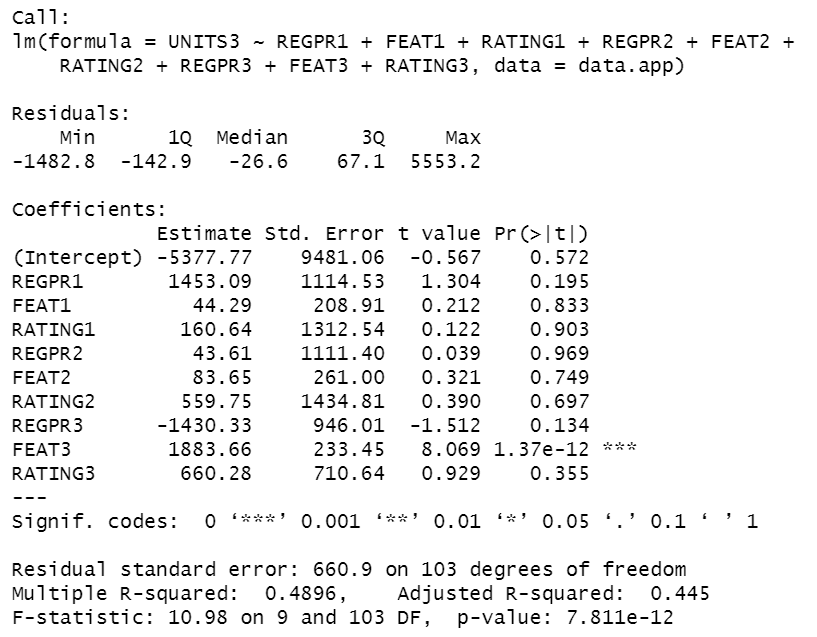 Call:
lm(formula = UNITS3 ~ REGPR1 + FEAT1 + RATING1 + REGPR2 + FEAT2 +
    RATING2 + REGPR3 + FEAT3 + RATING3, data = data.app)

Residuals:
    Min      1Q  Median      3Q     Max
-1482.8  -142.9   -26.6    67.1  5553.2

Coefficients:
            Estimate Std. Error t value Pr(>|t|)
(Intercept) -5377.77    9481.06  -0.567    0.572
REGPR1       1453.09    1114.53   1.304    0.195
FEAT1          44.29     208.91   0.212    0.833
RATING1       160.64    1312.54   0.122    0.903
REGPR2         43.61    1111.40   0.039    0.969
FEAT2          83.65     261.00   0.321    0.749
RATING2       559.75    1434.81   0.390    0.697
REGPR3      -1430.33     946.01  -1.512    0.134
FEAT3        1883.66     233.45   8.069 1.37e-12 ***
RATING3       660.28     710.64   0.929    0.355
---
Signif. codes:  0 ‘***’ 0.001 ‘**’ 0.01 ‘*’ 0.05 ‘.’ 0.1 ‘ ’ 1

Residual standard error: 660.9 on 103 degrees of freedom
Multiple R-squared:  0.4896,    Adjusted R-squared:  0.445
F-statistic: 10.98 on 9 and 103 DF,  p-value: 7.811e-12